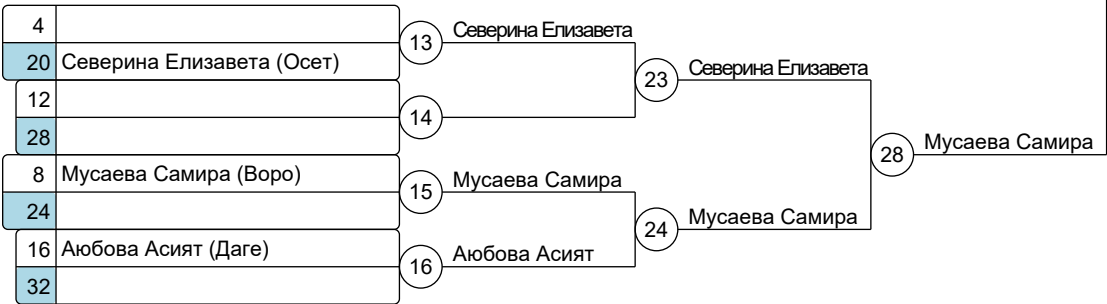 4
13 Северина Елизавета
20 Северина Елизавета (Осет)
23 Северина Елизавета
12
14
28
28 Мусаева Самира
8 Мусаева Самира (Воро)
15 Мусаева Самира
24
24 Мусаева Самира
16 Аюбова Асият (Даге)
16 Аюбова Асият
32